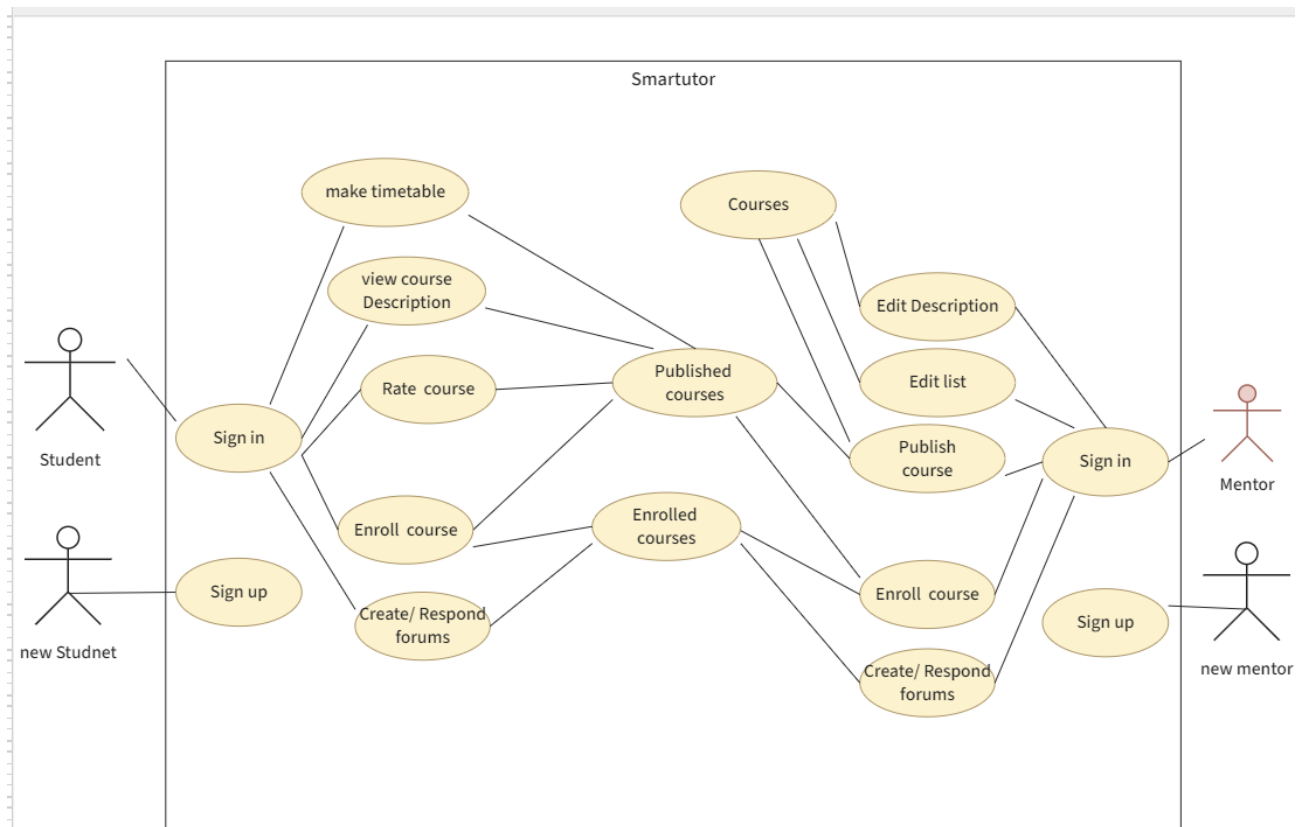 Smartutor
make timetable
Courses
view course
Description
Edit Description
Rate  course
Published
courses
Edit list
Student
Sign in
Publish
course
Sign in
Mentor
Enroll  course
Enrolled
courses
new Studnet
Sign up
Create/ Respond
forums
Enroll  course
Sign up
new mentor
Create/ Respond
forums